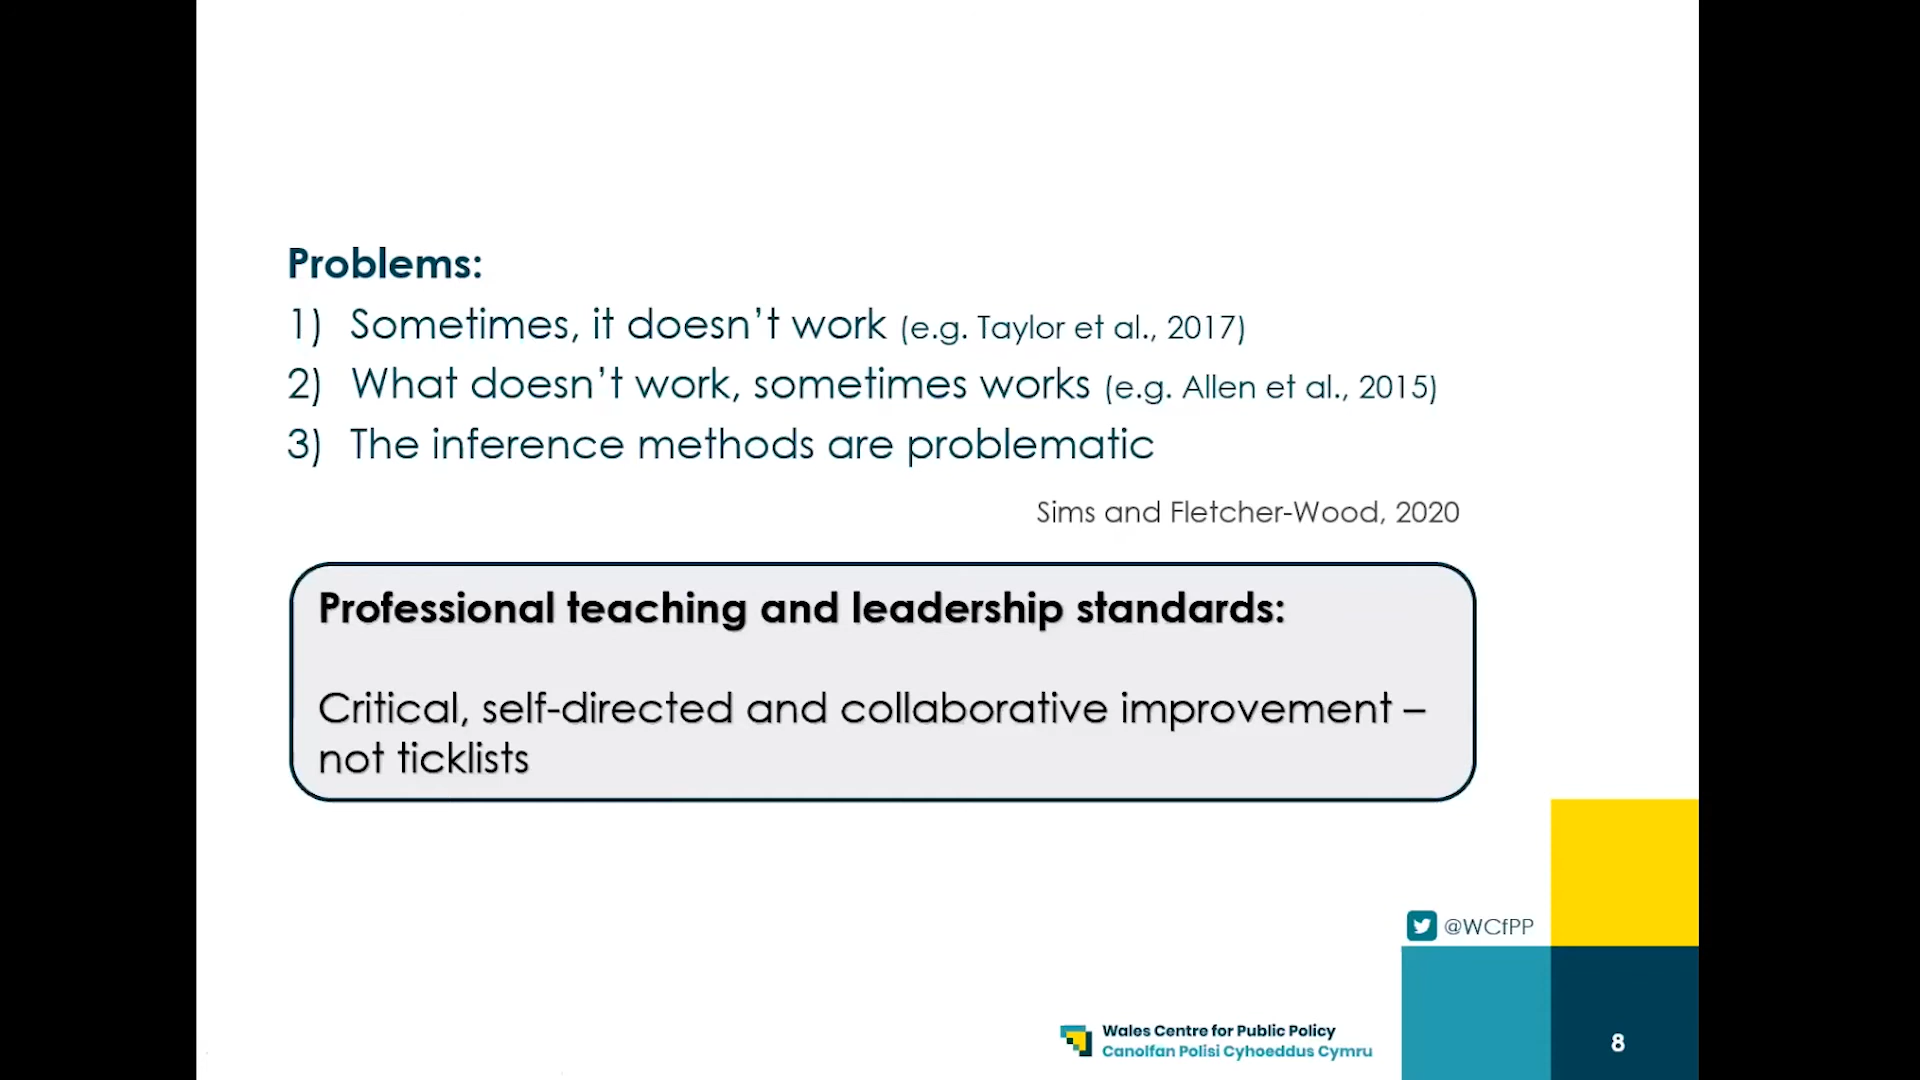 Problems:
1) Sometimes, it doesn’t work (e.g. Taylor et al., 2017)
2) What doesn’t work, sometimes works (e.g. Allen et al., 2015)
3) The inference methods are problematic
Sims and Fletcher-Wood, 2020
Professional teaching and leadership standards:
Critical, self-directed and collaborative improvement –
not ticklists
@WCfPP
Wales Centre for Public Policy
Canolfan Polisi Cyhoeddus Cymru
8